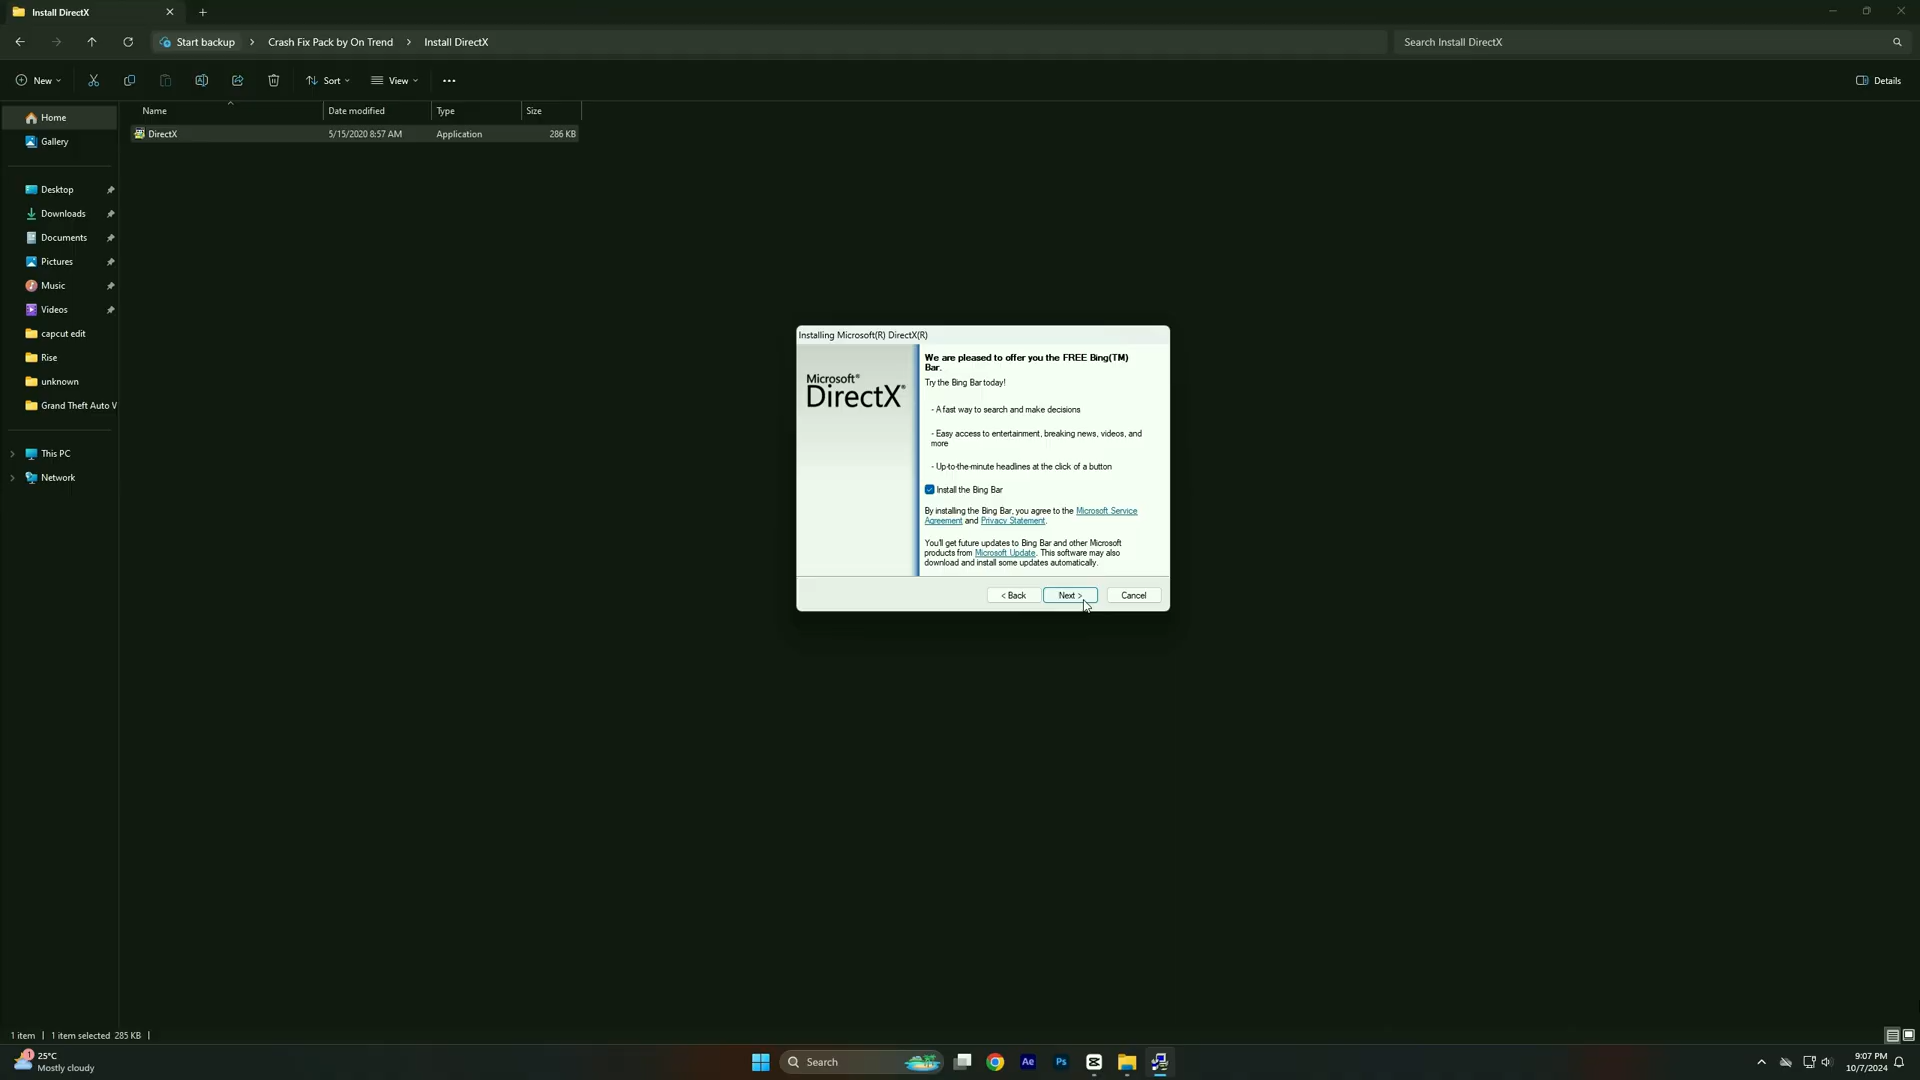 Install DirectX
Start backup > Crash Fix Pack by On Trend > Install DirectX
Search Install DirectX
New
Sort
View
Details
Name
Date modified
Type
Size
DirectX
5/15/2020 8:57 AM
Application
286 KB
Home
Gallery
Desktop
Downloads
Documents
Pictures
Music
Videos
capcut edit
Rise
unknown
Grand Theft Auto V
This PC
Network
Installing Microsoft(R) DirectX(R)
Microsoft®
DirectX®
We are pleased to offer you the FREE Bing(TM)
Bar.
Try the Bing Bar today!
- A fast way to search and make decisions
- Easy access to entertainment, breaking news, videos, and
more
- Up-to-the-minute headlines at the click of a button
Install the Bing Bar
By installing the Bing Bar, you agree to the Microsoft Service
Agreement and Privacy Statement.
You'll get future updates to Bing Bar and other Microsoft
products from Microsoft Update. This software may also
download and install some updates automatically.
< Back
Next >
Cancel
1 item
1 item selected 285 KB
1
25°C
Mostly cloudy
Search
Ae
Ps
9:07 PM
10/7/2024